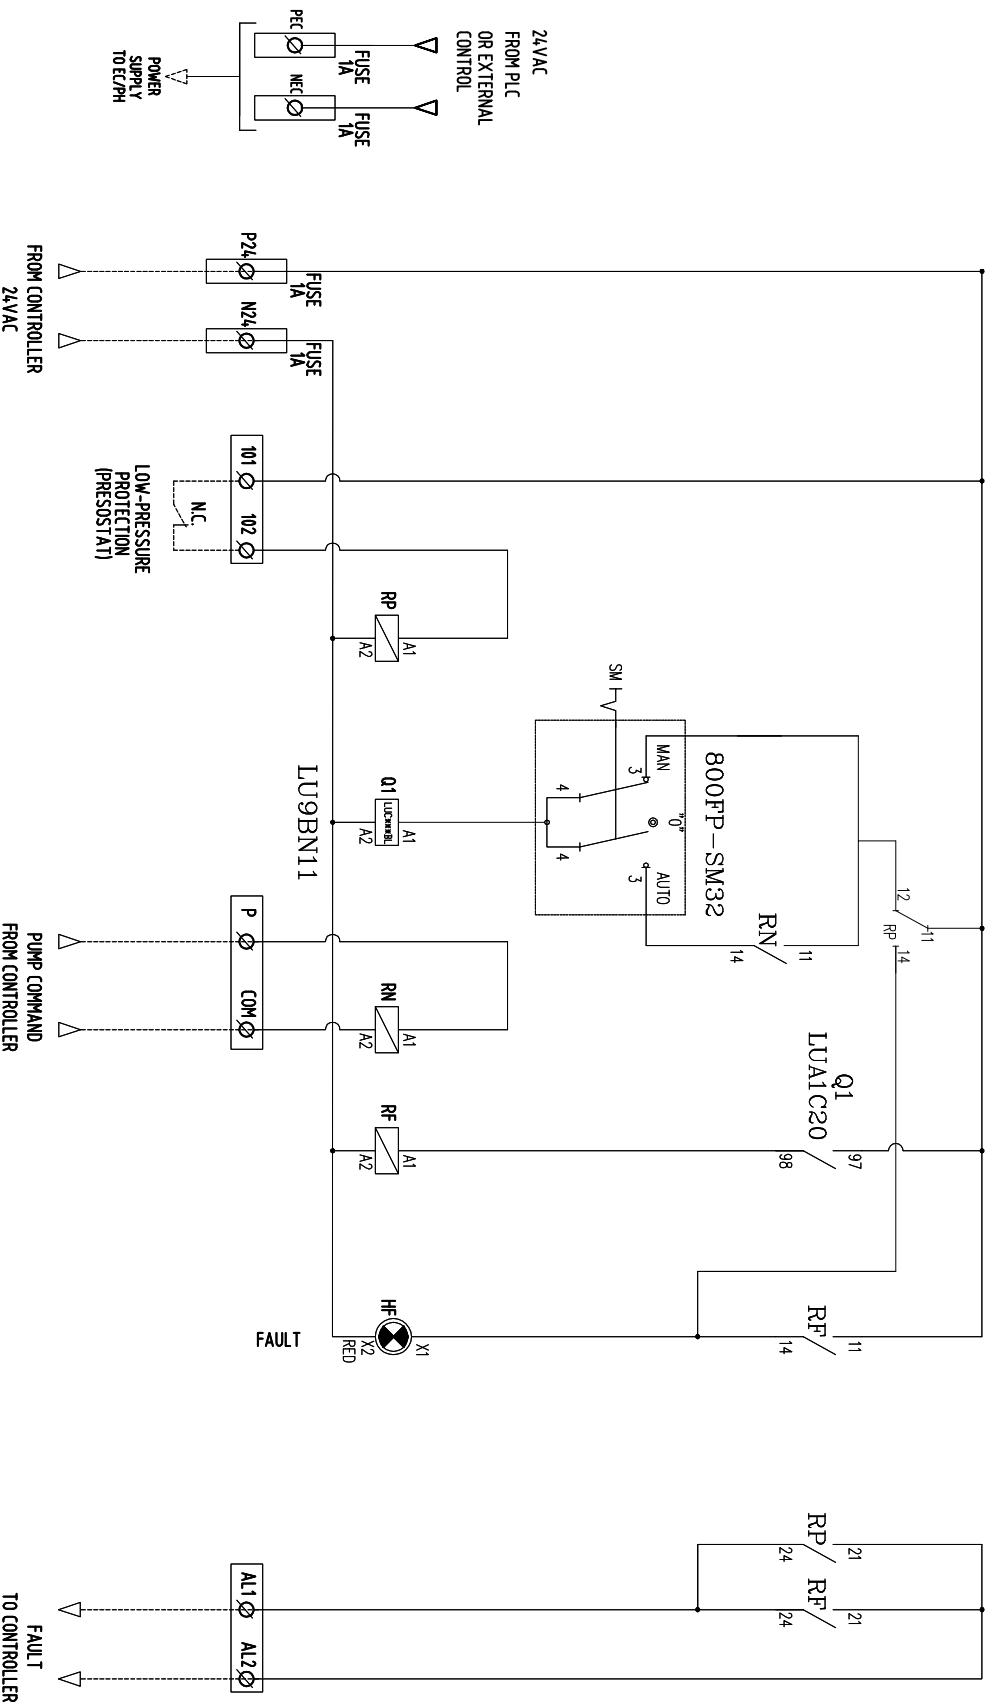 24VAC
FROM PLC
OR EXTERNAL
CONTROL
PEC
FUSE
1A
NEC
FUSE
1A
POWER
SUPPLY
TO EC/PH
P24
FUSE
1A
N24
FUSE
1A
FROM CONTROLLER
24VAC
101
102
N.C.
LOW-PRESSURE
PROTECTION
(PRESOSTAT)
RP
A1
A2
SM
MAN
3
"0"
AUTO
3
4
4
800FP-SM32
Q1
LUC***BL
A1
A2
LU9BN11
RN
11
14
12
11
RP
14
P
COM
PUMP COMMAND
FROM CONTROLLER
RN
A1
A2
Q1
LUA1C20
97
98
RF
A1
A2
RF
11
14
HF
X1
X2
RED
FAULT
RP
21
24
RF
21
24
AL1
AL2
FAULT
TO CONTROLLER